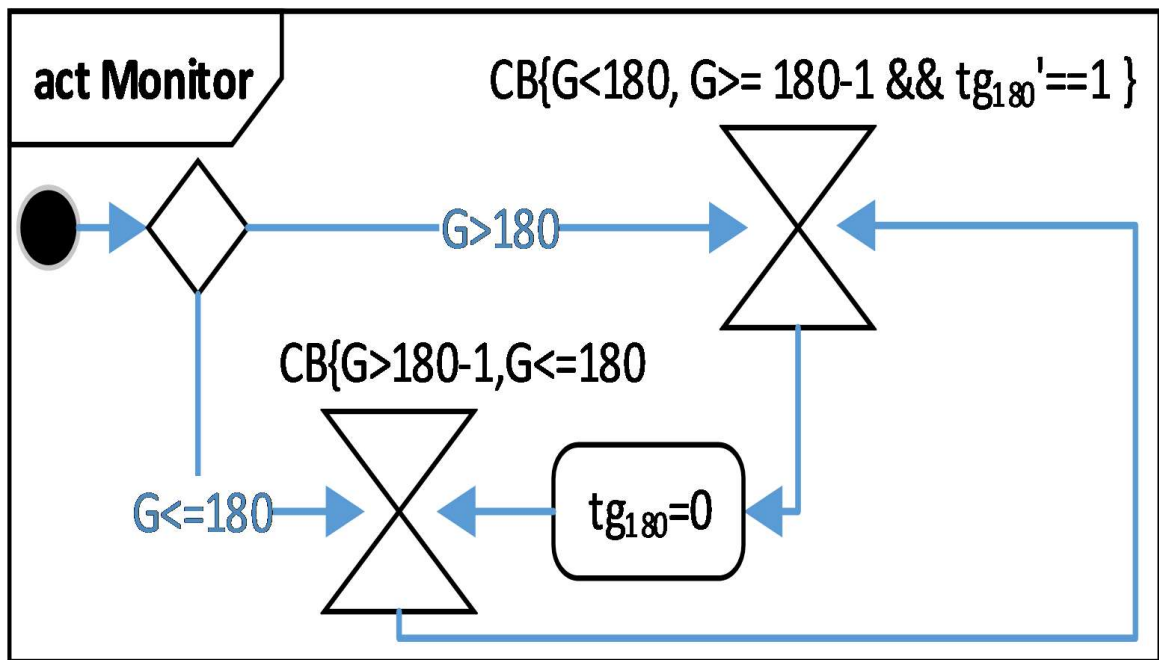 act Monitor
CB{G<180, G>= 180-1 && tg₁₈₀'==1 }
G>180
CB{G>180-1,G<=180
G<=180
tg₁₈₀=0